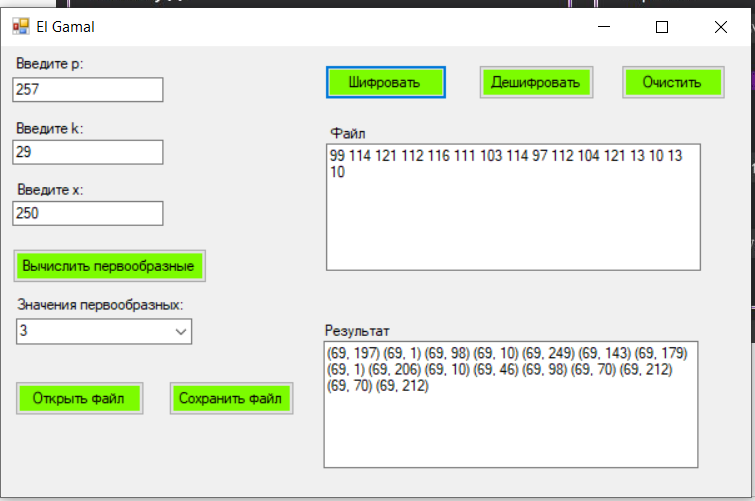 El Gamal
Введите p:
257
Введите k:
29
Введите x:
250
Вычислить первообразные
Значения первообразных:
3
Открыть файл
Сохранить файл
Шифровать
Дешифровать
Очистить
Файл
99 114 121 112 116 111 103 114 97 112 104 121 13 10 13
10
Результат
(69, 197) (69, 1) (69, 98) (69, 10) (69, 249) (69, 143) (69, 179)
(69, 1) (69, 206) (69, 10) (69, 46) (69, 98) (69, 70) (69, 212)
(69, 70) (69, 212)